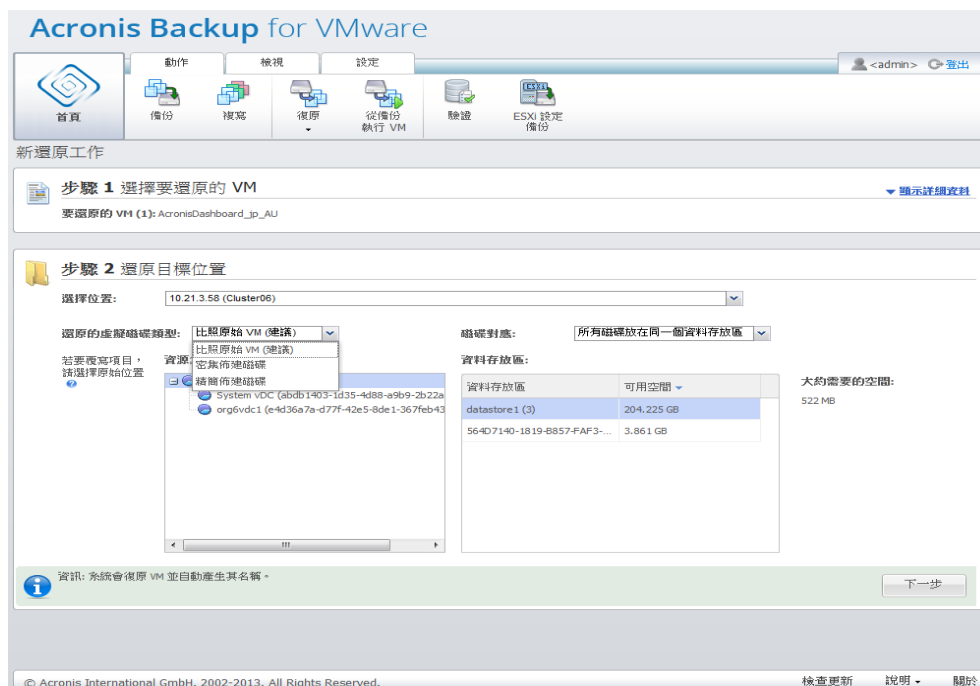 Acronis Backup for VMware
動作 檢視 設定
<admin> 登出
首頁
備份
複寫
復原
從備份
執行 VM
驗證
ESXi 設定
備份
新還原工作
步驟 1 選擇要還原的 VM
顯示詳細資料
要還原的 VM (1): AcronisDashboard_jp_AU
步驟 2 還原目標位置
選擇位置: 10.21.3.58 (Cluster06)
還原的虛擬磁碟類型: 比照原始 VM (建議)
磁碟對應: 所有磁碟放在同一個資料存放區
比照原始 VM (建議)
密集佈建磁碟
精簡佈建磁碟
若要覆寫項目，
請選擇原始位置
資源
System vDC (abdb1403-1d35-4d88-a9b9-2b22a
org6vdc1 (e4d36a7a-d77f-42e5-8de1-367feb43
資料存放區:
資料存放區 可用空間
datastore1 (3) 204.225 GB
564D7140-1819-B857-FAF3-... 3.861 GB
大約需要的空間:
522 MB
資訊: 系統會復原 VM 並自動產生其名稱。
下一步
© Acronis International GmbH, 2002-2013. All Rights Reserved.
檢查更新 說明 關於